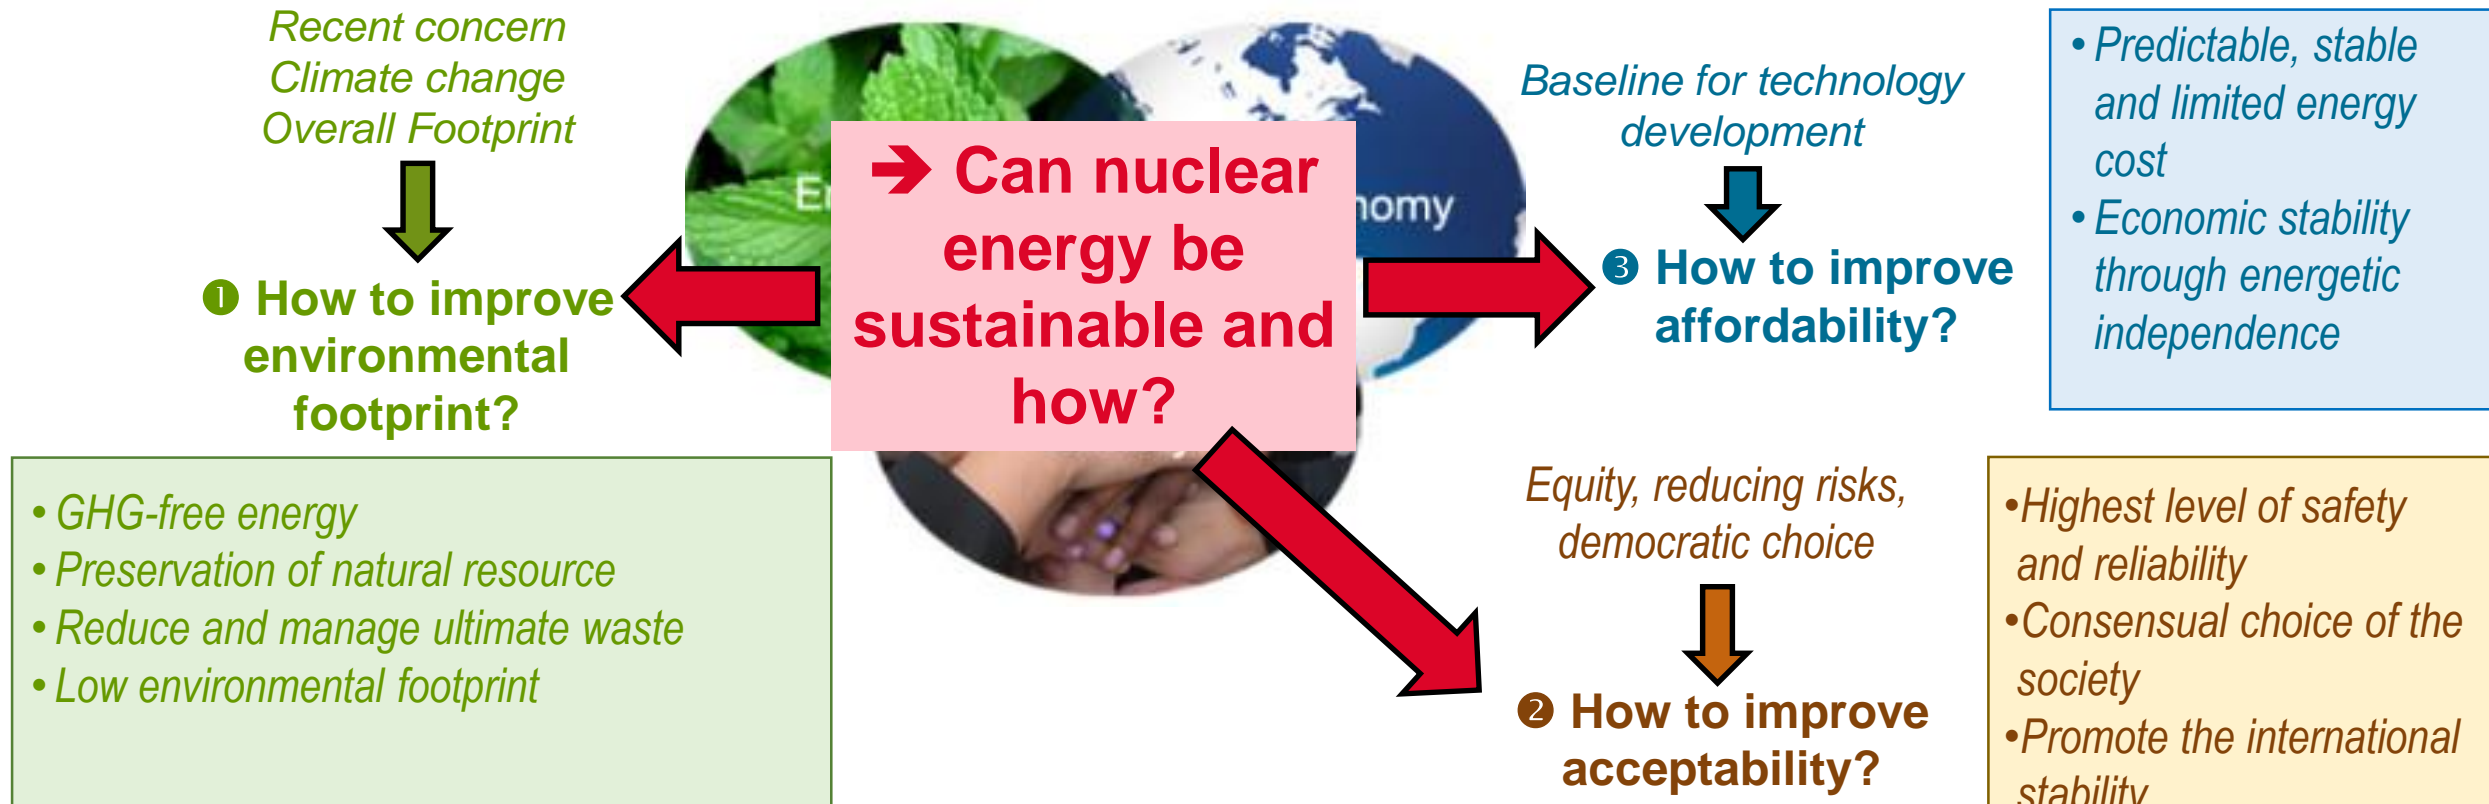 Recent concern
Climate change
Overall Footprint
❶ How to improve
environmental
footprint?
• GHG-free energy
• Preservation of natural resource
• Reduce and manage ultimate waste
• Low environmental footprint
➔ Can nuclear
energy be
sustainable and
how?
Baseline for technology
development
❸ How to improve
affordability?
• Predictable, stable
and limited energy
cost
• Economic stability
through energetic
independence
Equity, reducing risks,
democratic choice
❷ How to improve
acceptability?
•Highest level of safety
and reliability
•Consensual choice of the
society
•Promote the international
stability